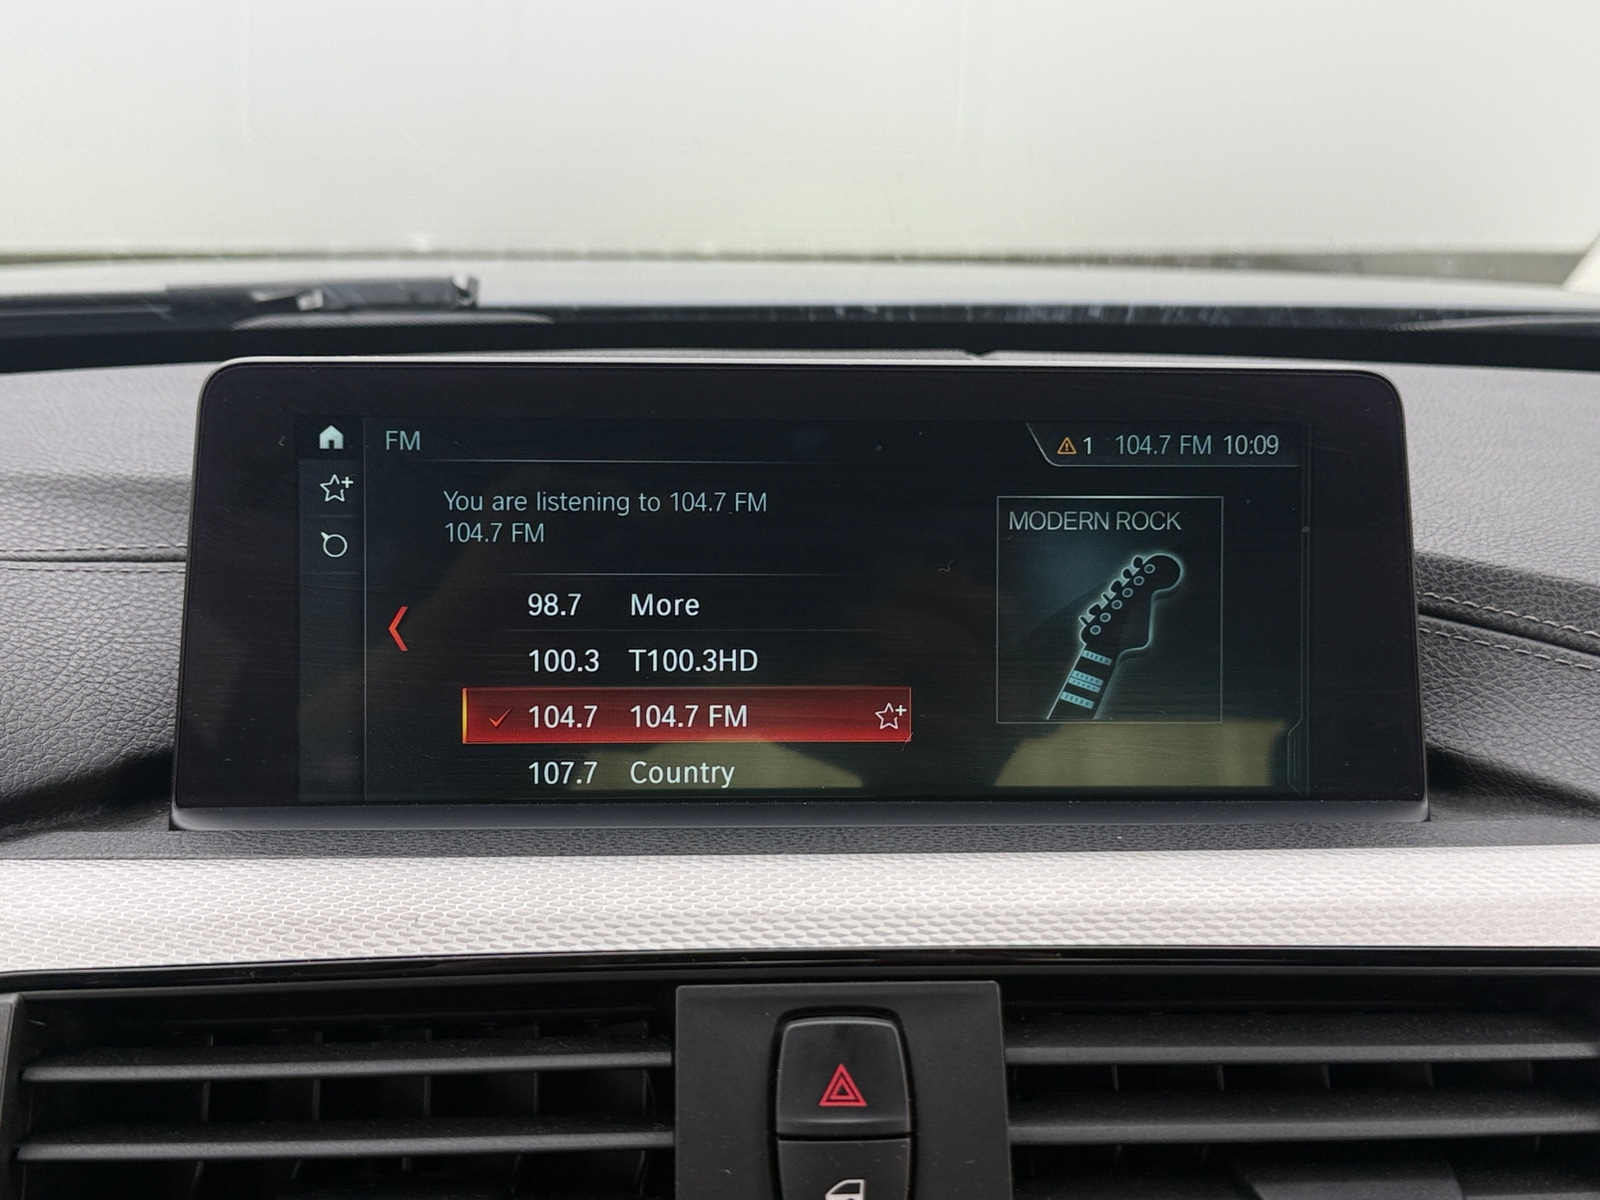 FM
1 104.7 FM 10:09
You are listening to 104.7 FM
104.7 FM
MODERN ROCK
98.7 More
100.3 T100.3HD
104.7 104.7 FM
107.7 Country